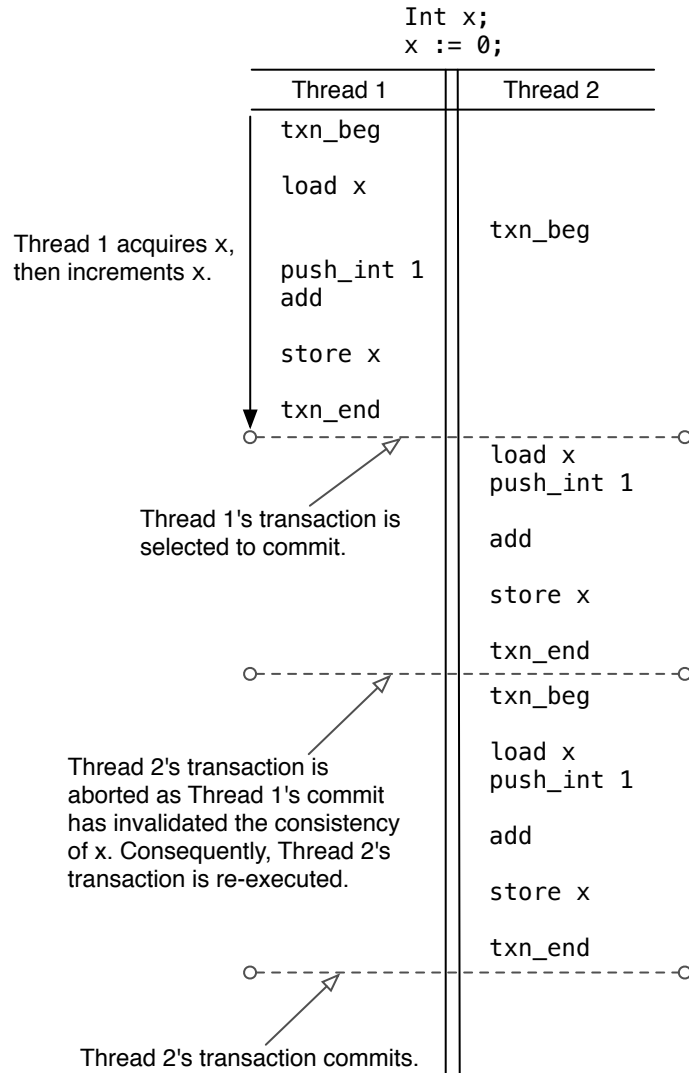 Int x;
x := 0;
Thread 1
Thread 2
txn_beg
load x
txn_beg
Thread 1 acquires x,
then increments x.
push_int 1
add
store x
txn_end
load x
push_int 1
Thread 1's transaction is
selected to commit.
add
store x
txn_end
txn_beg
load x
push_int 1
Thread 2's transaction is
aborted as Thread 1's commit
has invalidated the consistency
of x. Consequently, Thread 2's
transaction is re-executed.
add
store x
txn_end
Thread 2's transaction commits.